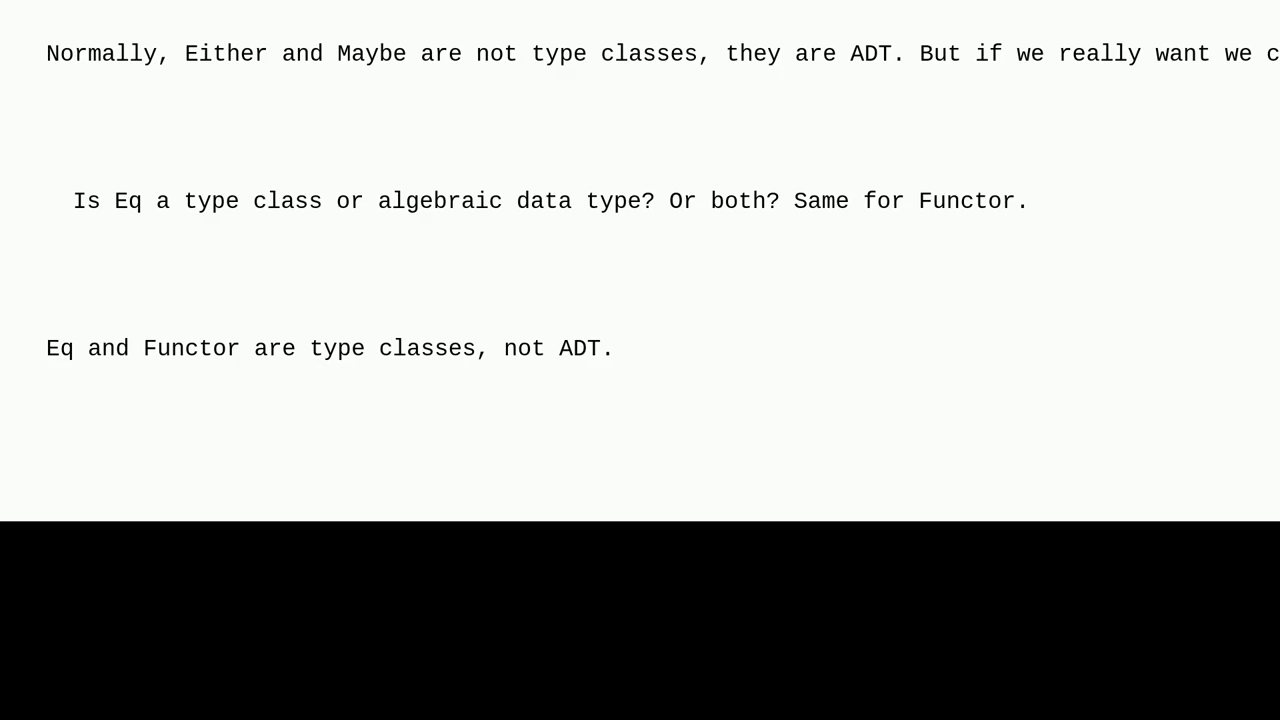 Normally, Either and Maybe are not type classes, they are ADT. But if we really want we
Is Eq a type class or algebraic data type? Or both? Same for Functor.
Eq and Functor are type classes, not ADT.